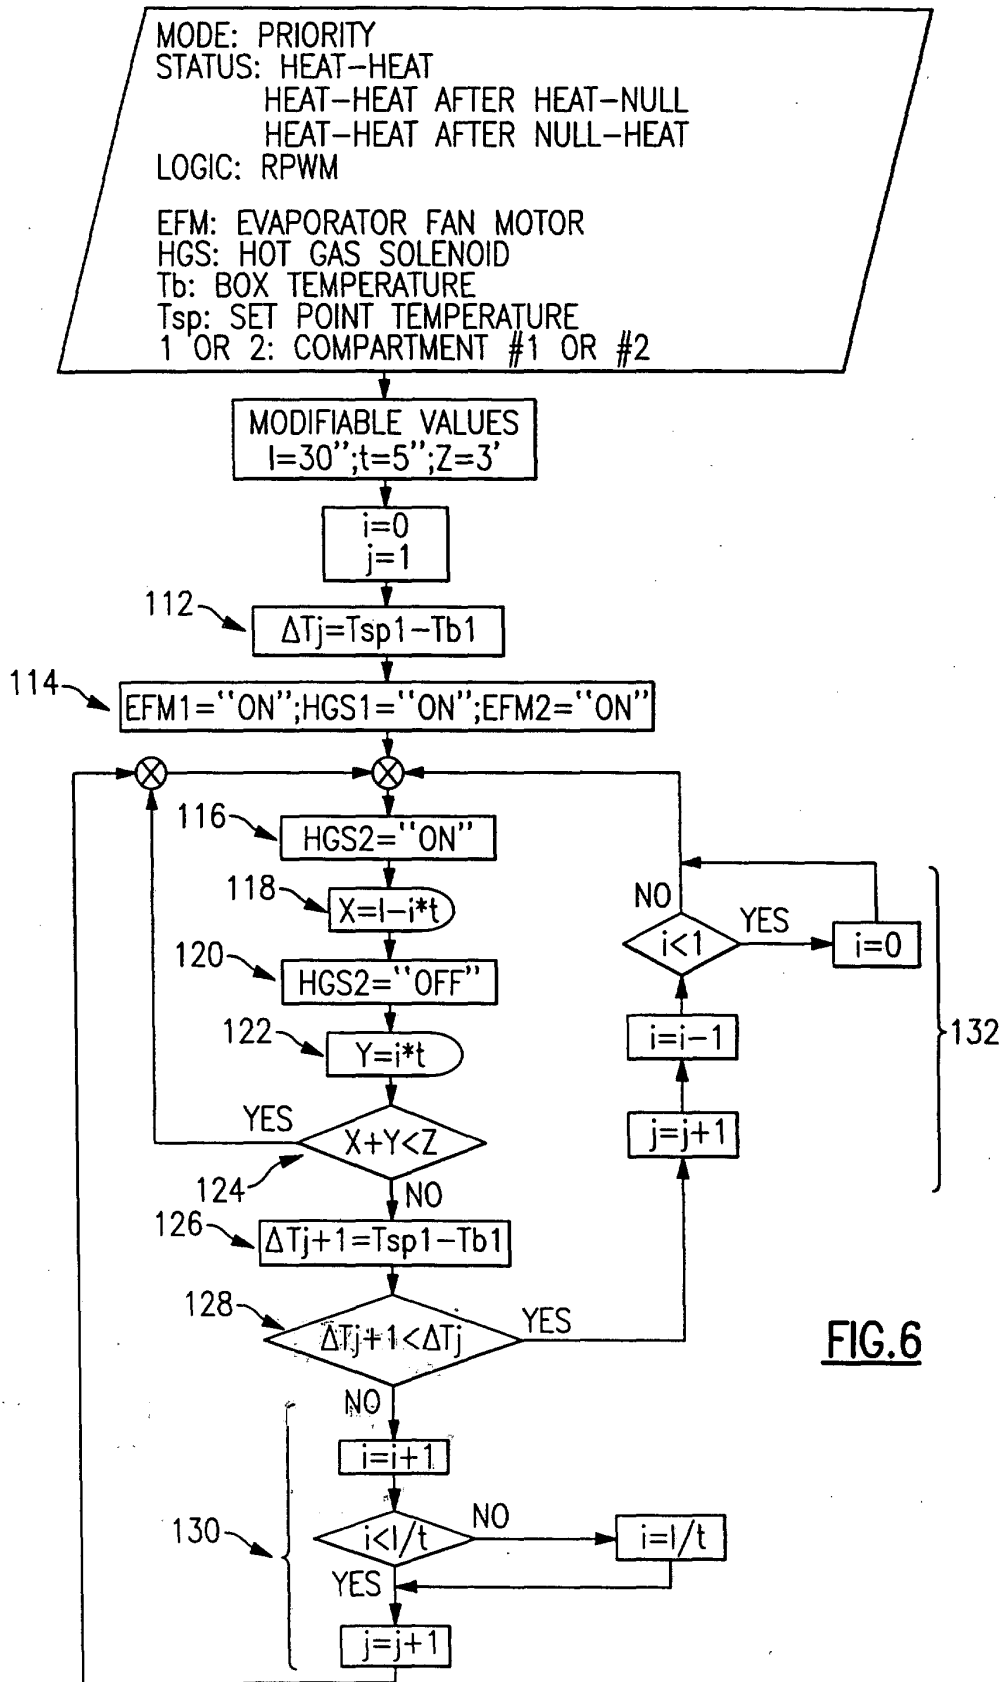 MODE: PRIORITY
STATUS: HEAT-HEAT
HEAT-HEAT AFTER HEAT-NULL
HEAT-HEAT AFTER NULL-HEAT
LOGIC: RPWM
EFM: EVAPORATOR FAN MOTOR
HGS: HOT GAS SOLENOID
Tb: BOX TEMPERATURE
Tsp: SET POINT TEMPERATURE
1 OR 2: COMPARTMENT #1 OR #2
MODIFIABLE VALUES
I=30";t=5";Z=3'
i=0
j=1
112
ΔTj=Tsp1-Tb1
114
EFM1="ON";HGS1="ON";EFM2="ON"
116
HGS2="ON"
118
X=I-i*t
120
HGS2="OFF"
122
Y=i*t
YES
X+Y<Z
124
NO
126
ΔTj+1=Tsp1-Tb1
128
ΔTj+1<ΔTj
YES
NO
i=i+1
130
i<I/t
NO
i=I/t
YES
j=j+1
NO
i<1
YES
i=0
i=i-1
132
j=j+1
FIG.6